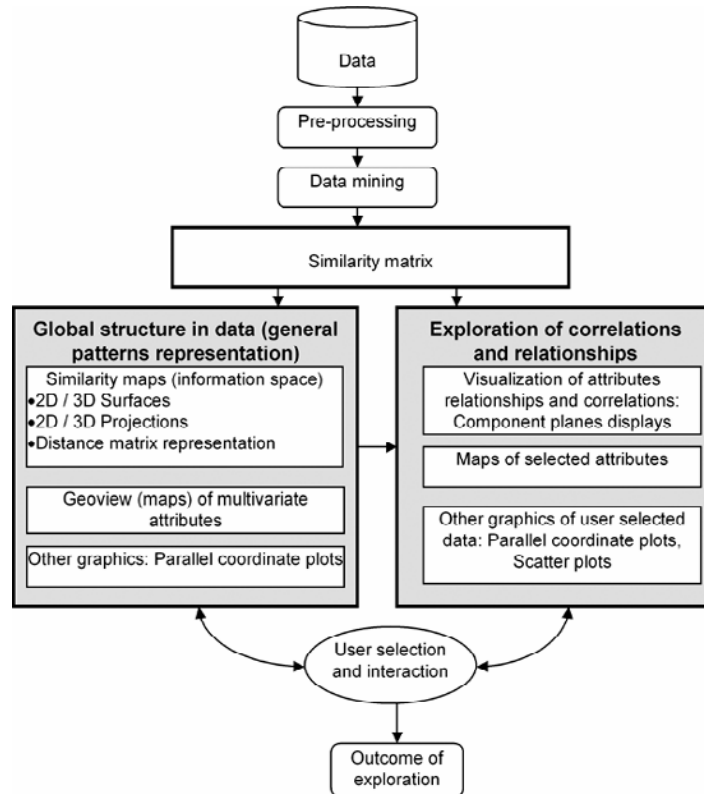 Data
Pre-processing
Data mining
Similarity matrix
Global structure in data (general
patterns representation)
Similarity maps (information space)
•2D / 3D Surfaces
•2D / 3D Projections
•Distance matrix representation
Geoview (maps) of multivariate
attributes
Other graphics: Parallel coordinate plots
Exploration of correlations
and relationships
Visualization of attributes
relationships and correlations:
Component planes displays
Maps of selected attributes
Other graphics of user selected
data: Parallel coordinate plots,
Scatter plots
User selection
and interaction
Outcome of
exploration